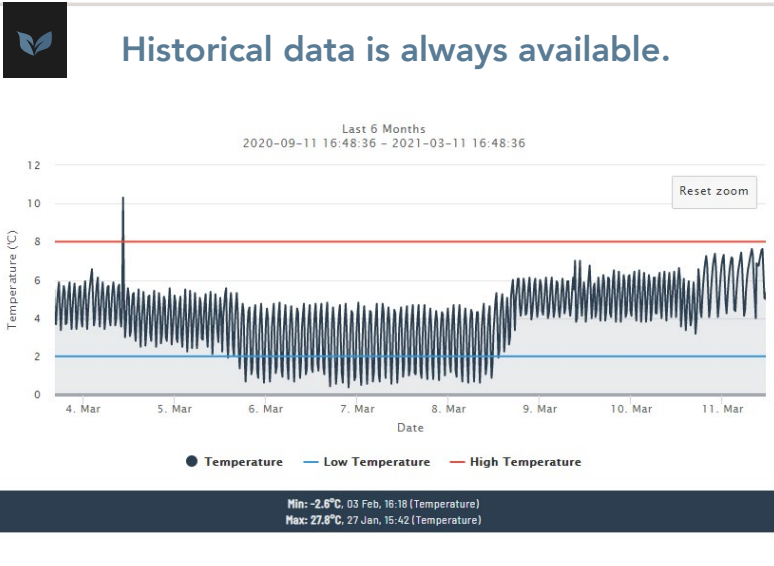 Historical data is always available.
Last 6 Months
2020-09-11 16:48:36 – 2021-03-11 16:48:36
Reset zoom
Temperature (℃)
12
10
8
6
4
2
0
4. Mar 5. Mar 6. Mar 7. Mar 8. Mar 9. Mar 10. Mar 11. Mar
Date
Temperature Low Temperature High Temperature
Min: -2.6°C, 03 Feb, 16:18 (Temperature)
Max: 27.8°C, 27 Jan, 15:42 (Temperature)